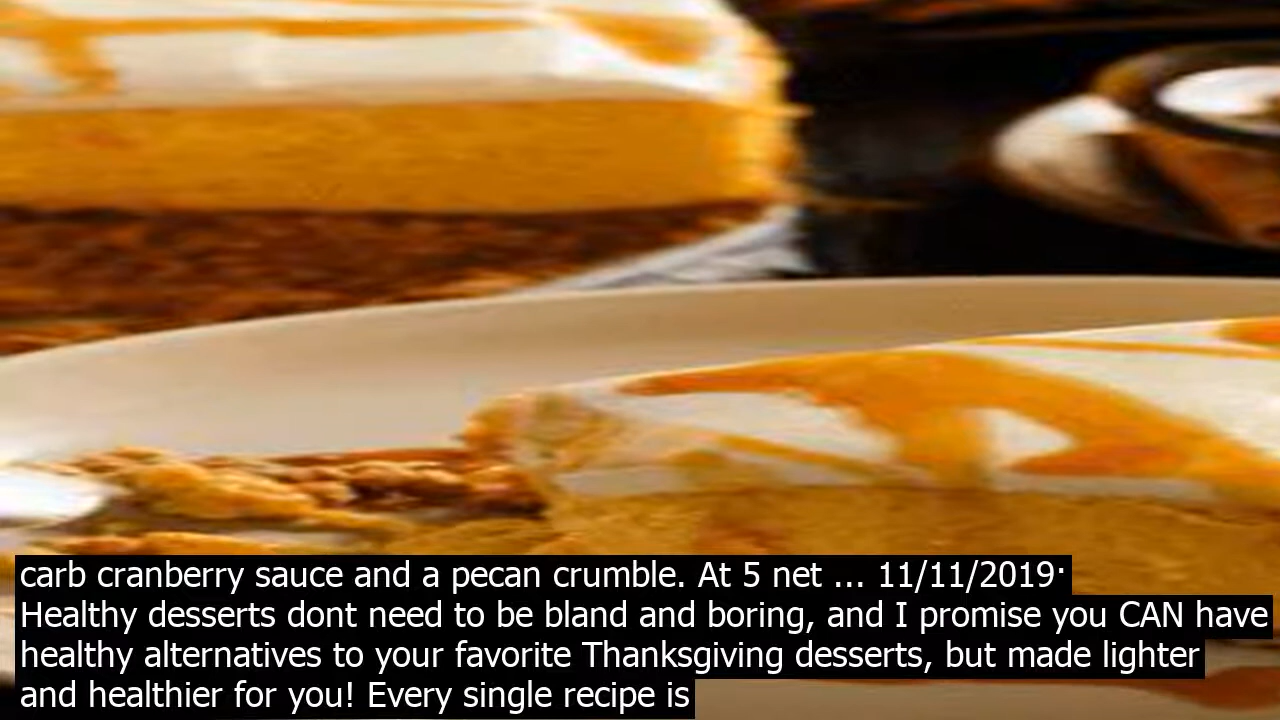 carb cranberry sauce and a pecan crumble. At 5 net ... 11/11/2019·
Healthy desserts dont need to be bland and boring, and I promise you CAN have
healthy alternatives to your favorite Thanksgiving desserts, but made lighter
and healthier for you! Every single recipe is